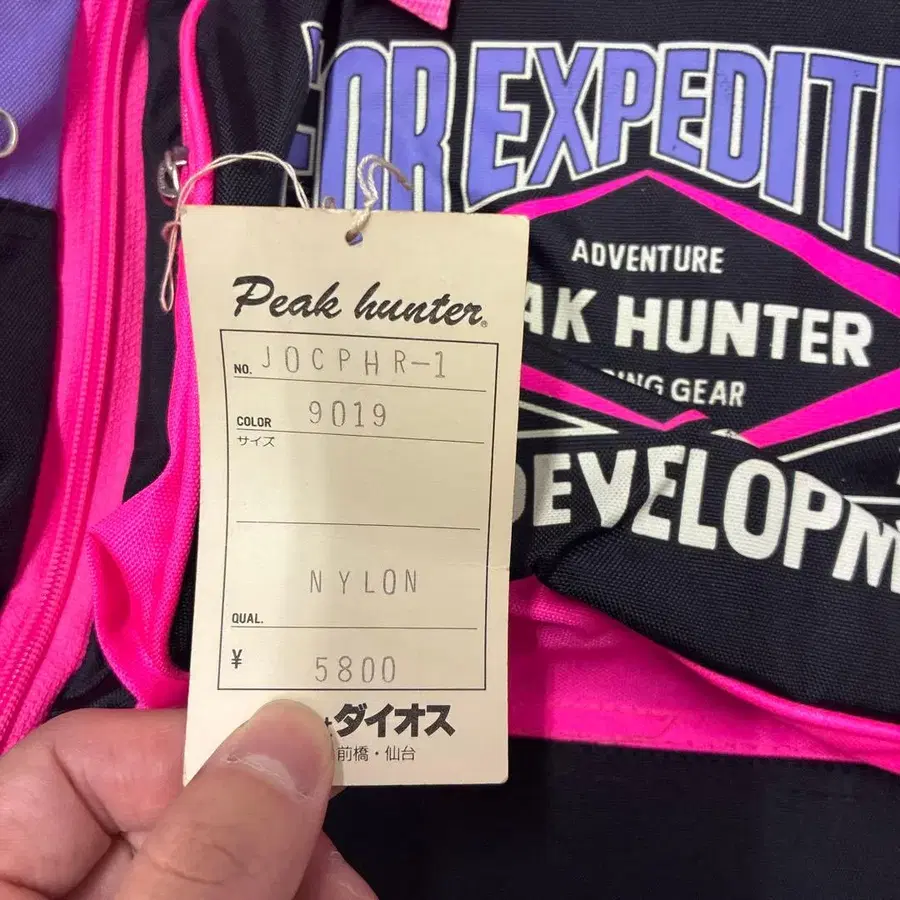 FOR EXPEDITI
ADVENTURE
AK HUNTER
ING GEAR
DEVELOPM
Peak hunter®
NO. JOCPHR-1
COLOR 9019
サイズ
NYLON
QUAL.
¥ 5800
ダイオス
前橋・仙台